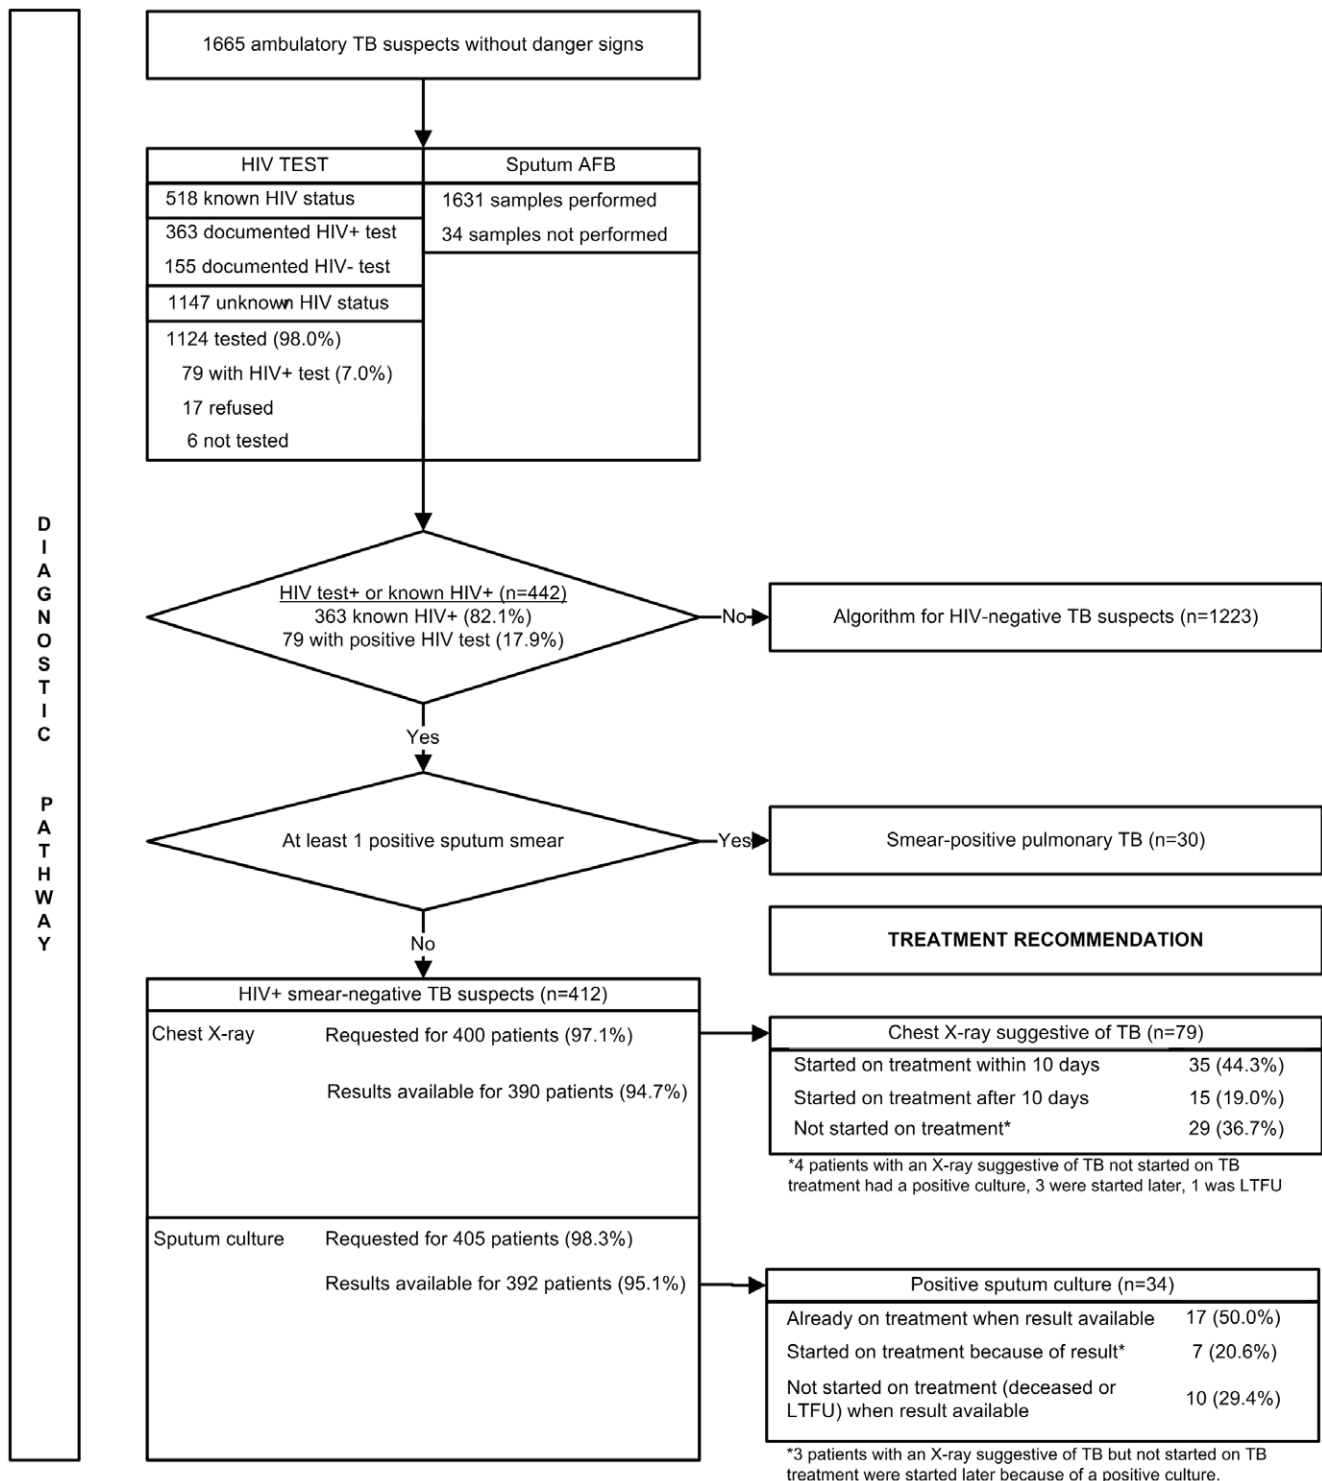 DIAGNOSTIC PATHWAY
1665 ambulatory TB suspects without danger signs
HIV TEST
518 known HIV status
363 documented HIV+ test
155 documented HIV- test
1147 unknown HIV status
1124 tested (98.0%)
79 with HIV+ test (7.0%)
17 refused
6 not tested
Sputum AFB
1631 samples performed
34 samples not performed
HIV test+ or known HIV+ (n=442)
363 known HIV+ (82.1%)
79 with positive HIV test (17.9%)
No
Algorithm for HIV-negative TB suspects (n=1223)
Yes
At least 1 positive sputum smear
Yes
Smear-positive pulmonary TB (n=30)
No
TREATMENT RECOMMENDATION
HIV+ smear-negative TB suspects (n=412)
Chest X-ray Requested for 400 patients (97.1%)
Results available for 390 patients (94.7%)
Chest X-ray suggestive of TB (n=79)
Started on treatment within 10 days 35 (44.3%)
Started on treatment after 10 days 15 (19.0%)
Not started on treatment* 29 (36.7%)
*4 patients with an X-ray suggestive of TB not started on TB
treatment had a positive culture, 3 were started later, 1 was LTFU
Sputum culture Requested for 405 patients (98.3%)
Results available for 392 patients (95.1%)
Positive sputum culture (n=34)
Already on treatment when result available 17 (50.0%)
Started on treatment because of result* 7 (20.6%)
Not started on treatment (deceased or
LTFU) when result available 10 (29.4%)
*3 patients with an X-ray suggestive of TB but not started on TB
treatment were started later because of a positive culture.